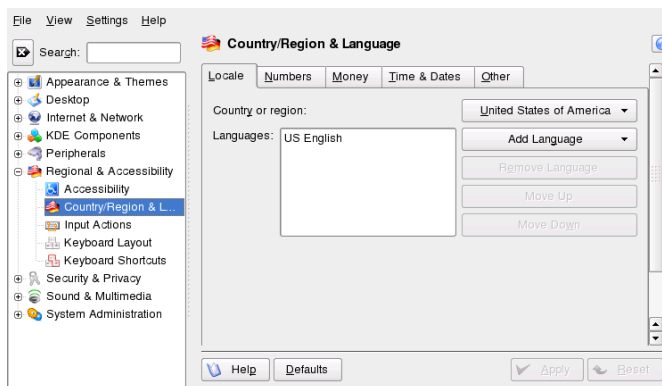 File View Settings Help
Search:
Appearance & Themes
Desktop
Internet & Network
KDE Components
Peripherals
Regional & Accessibility
Accessibility
Country/Region & L...
Input Actions
Keyboard Layout
Keyboard Shortcuts
Security & Privacy
Sound & Multimedia
System Administration
Country/Region & Language
Locale Numbers Money Time & Dates Other
Country or region: United States of America
Languages: US English Add Language
Remove Language
Move Up
Move Down
Help Defaults Apply Reset